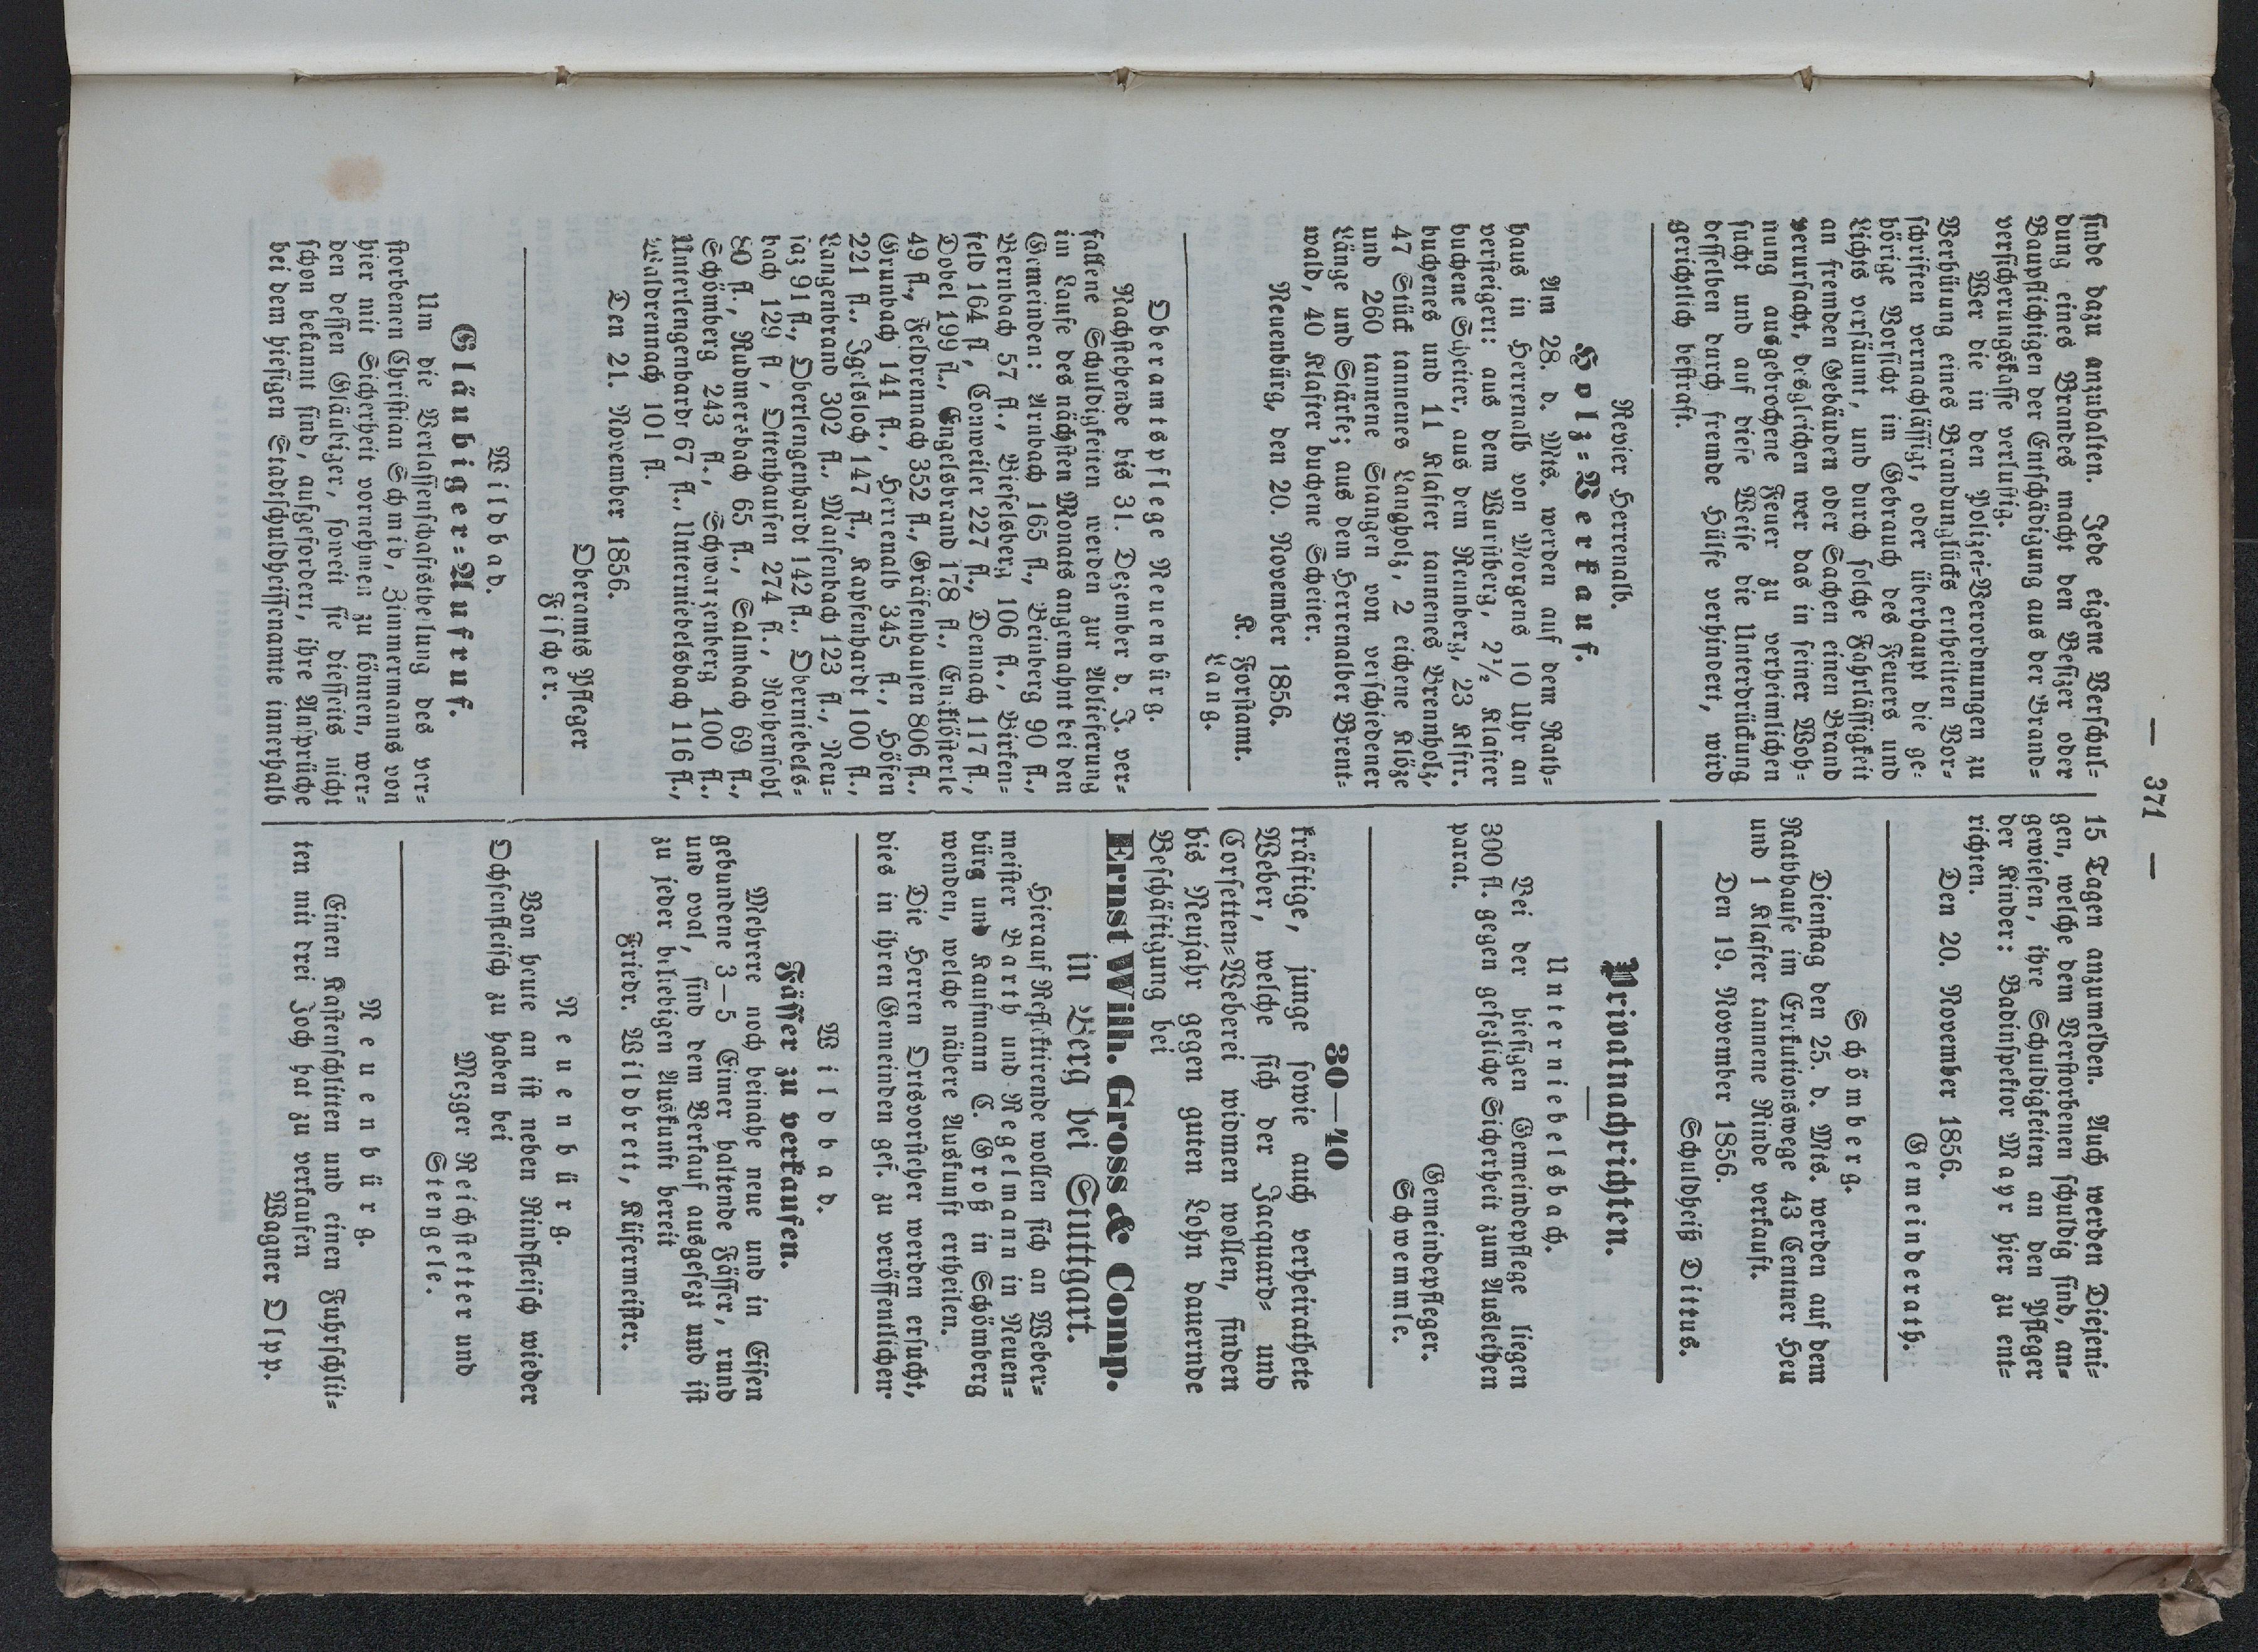 — 371 —
sinde dazu anzuhalten. Jede eigene Verschul=
dung eines Brandes macht den Besizer oder
Baupflichtigen der Entschädigung aus der Brand=
versicherungskasse verlustig.
Wer die in den Polizei=Verordnungen zu
Verhütung eines Brandunglücks ertheilten Vor=
schriften vernachläßigt, oder überhaupt die ge=
hörige Vorsicht im Gebrauch des Feuers und
Lichts versäumt, und durch solche Fahrläßigkeit
an fremden Gebäuden oder Sachen einen Brand
verursacht, desgleichen wer das in seiner Woh=
nung ausgebrochene Feuer zu verheimlichen
sucht und auf diese Weise die Unterdrückung
desselben durch fremde Hülfe verhindert, wird
gerichtlich bestraft.
Revier Herrenalb.
Holz=Verkauf.
Am 28. d. Mts. werden auf dem Rath=
haus in Herrenalb von Morgens 10 Uhr an
versteigert: aus dem Wurstberg, 2½ Klafter
buchene Scheiter, aus dem Rennberg, 23 Klftr.
buchenes und 11 Klafter tannenes Brennholz,
47 Stück tannenes Langholz, 2 eichene Klöze
und 260 tannene Stangen von verschiedener
Länge und Stärke; aus dem Herrenalber Brent=
wald, 40 Klafter buchene Scheiter.
Neuenbürg, den 20. November 1856.
K. Forstamt.
Lang.
Oberamtspflege Neuenbürg.
Nachstehende bis 31. Dezember d. J. ver=
fallene Schuldigkeiten werden zur Ablieferung
im Laufe des nächsten Monats angemahnt bei den
Gemeinden: Arnbach 165 fl., Beinberg 90 fl.,
Bernbach 57 fl., Bieselsberg 106 fl., Birken=
feld 164 fl, Conweiler 227 fl., Dennach 117 fl.,
Dobel 199 fl., Engelsbrand 178 fl., Enzklösterle
49 fl., Feldrennach 352 fl., Gräfenhausen 806 fl.,
Grunbach 141 fl., Herrenalb 345 fl., Höfen
221 fl., Igelsloch 147 fl., Kapfenhardt 100 fl.,
Langenbrand 302 fl., Maisenbach 123 fl., Neu=
saz 91 fl., Oberlengenhardt 142 fl., Oberniebels=
bach 129 fl, Ottenhausen 274 fl., Rothensohl
80 fl., Rudmersbach 65 fl., Salmbach 69 fl.,
Schömberg 243 fl., Schwarzenberg 100 fl.,
Unterlengenhardt 67 fl., Unterniebelsbach 116 fl.,
Waldrennach 101 fl.
Den 21. November 1856.
Oberamts Pfleger
Fischer.
Wildbad.
Gläubiger=Aufruf.
Um die Verlassenschaftstheilung des ver=
storbenen Christian Schmid, Zimmermanns von
hier mit Sicherheit vornehmen zu können, wer=
den dessen Gläubiger, soweit sie diesseits nicht
schon bekannt sind, aufgefordert, ihre Ansprüche
bei dem hiesigen Stadtschuldheissenamte innerhalb
15 Tagen anzumelden. Auch werden Diejeni=
gen, welche dem Verstorbenen schuldig sind, an=
gewiesen, ihre Schuldigkeiten an den Pfleger
der Kinder: Badinspektor Mayr hier zu ent=
richten.
Den 20. November 1856.
Gemeinderath.
Schömberg.
Dienstag den 25. d. Mts. werden auf dem
Rathhause im Exekutionswege 43 Centner Heu
und 1 Klafter tannene Rinde verkauft.
Den 19. November 1856.
Schuldheiß Dittus.
Privatnachrichten.
Unterniebelsbach.
Bei der hiesigen Gemeindepflege liegen
300 fl. gegen gesezliche Sicherheit zum Ausleihen
parat.
Gemeindepfleger.
Schwemmle.
30—40
kräftige, junge sowie auch verheirathete
Weber, welche sich der Jacquard= und
Corsetten=Weberei widmen wollen, finden
bis Neujahr gegen guten Lohn dauernde
Beschäftigung bei
Ernst Wilh. Gross & Comp.
in Berg bei Stuttgart.
Hierauf Reflektirende wollen sich an Weber=
meister Barth und Regelmann in Neuen=
bürg und Kaufmann C. Groß in Schömberg
wenden, welche nähere Auskunft ertheilen.
Die Herren Ortsvorsteher werden ersucht,
dies in ihren Gemeinden gef. zu veröffentlichen.
Wildbad.
Fässer zu verkaufen.
Mehrere noch beinahe neue und in Eisen
gebundene 3—5 Eimer haltende Fässer, rund
und oval, sind dem Verkauf ausgesezt und ist
zu jeder beliebigen Auskunft bereit
Friedr. Wildbrett, Küfermeister.
Neuenbürg.
Von heute an ist neben Rindfleisch wieder
Ochsenfleisch zu haben bei
Mezger Reichstetter und
Stengele.
Neuenbürg.
Einen Kastenschlitten und einen Fuhrschlit=
ten mit drei Joch hat zu verkaufen
Wagner Olpp.